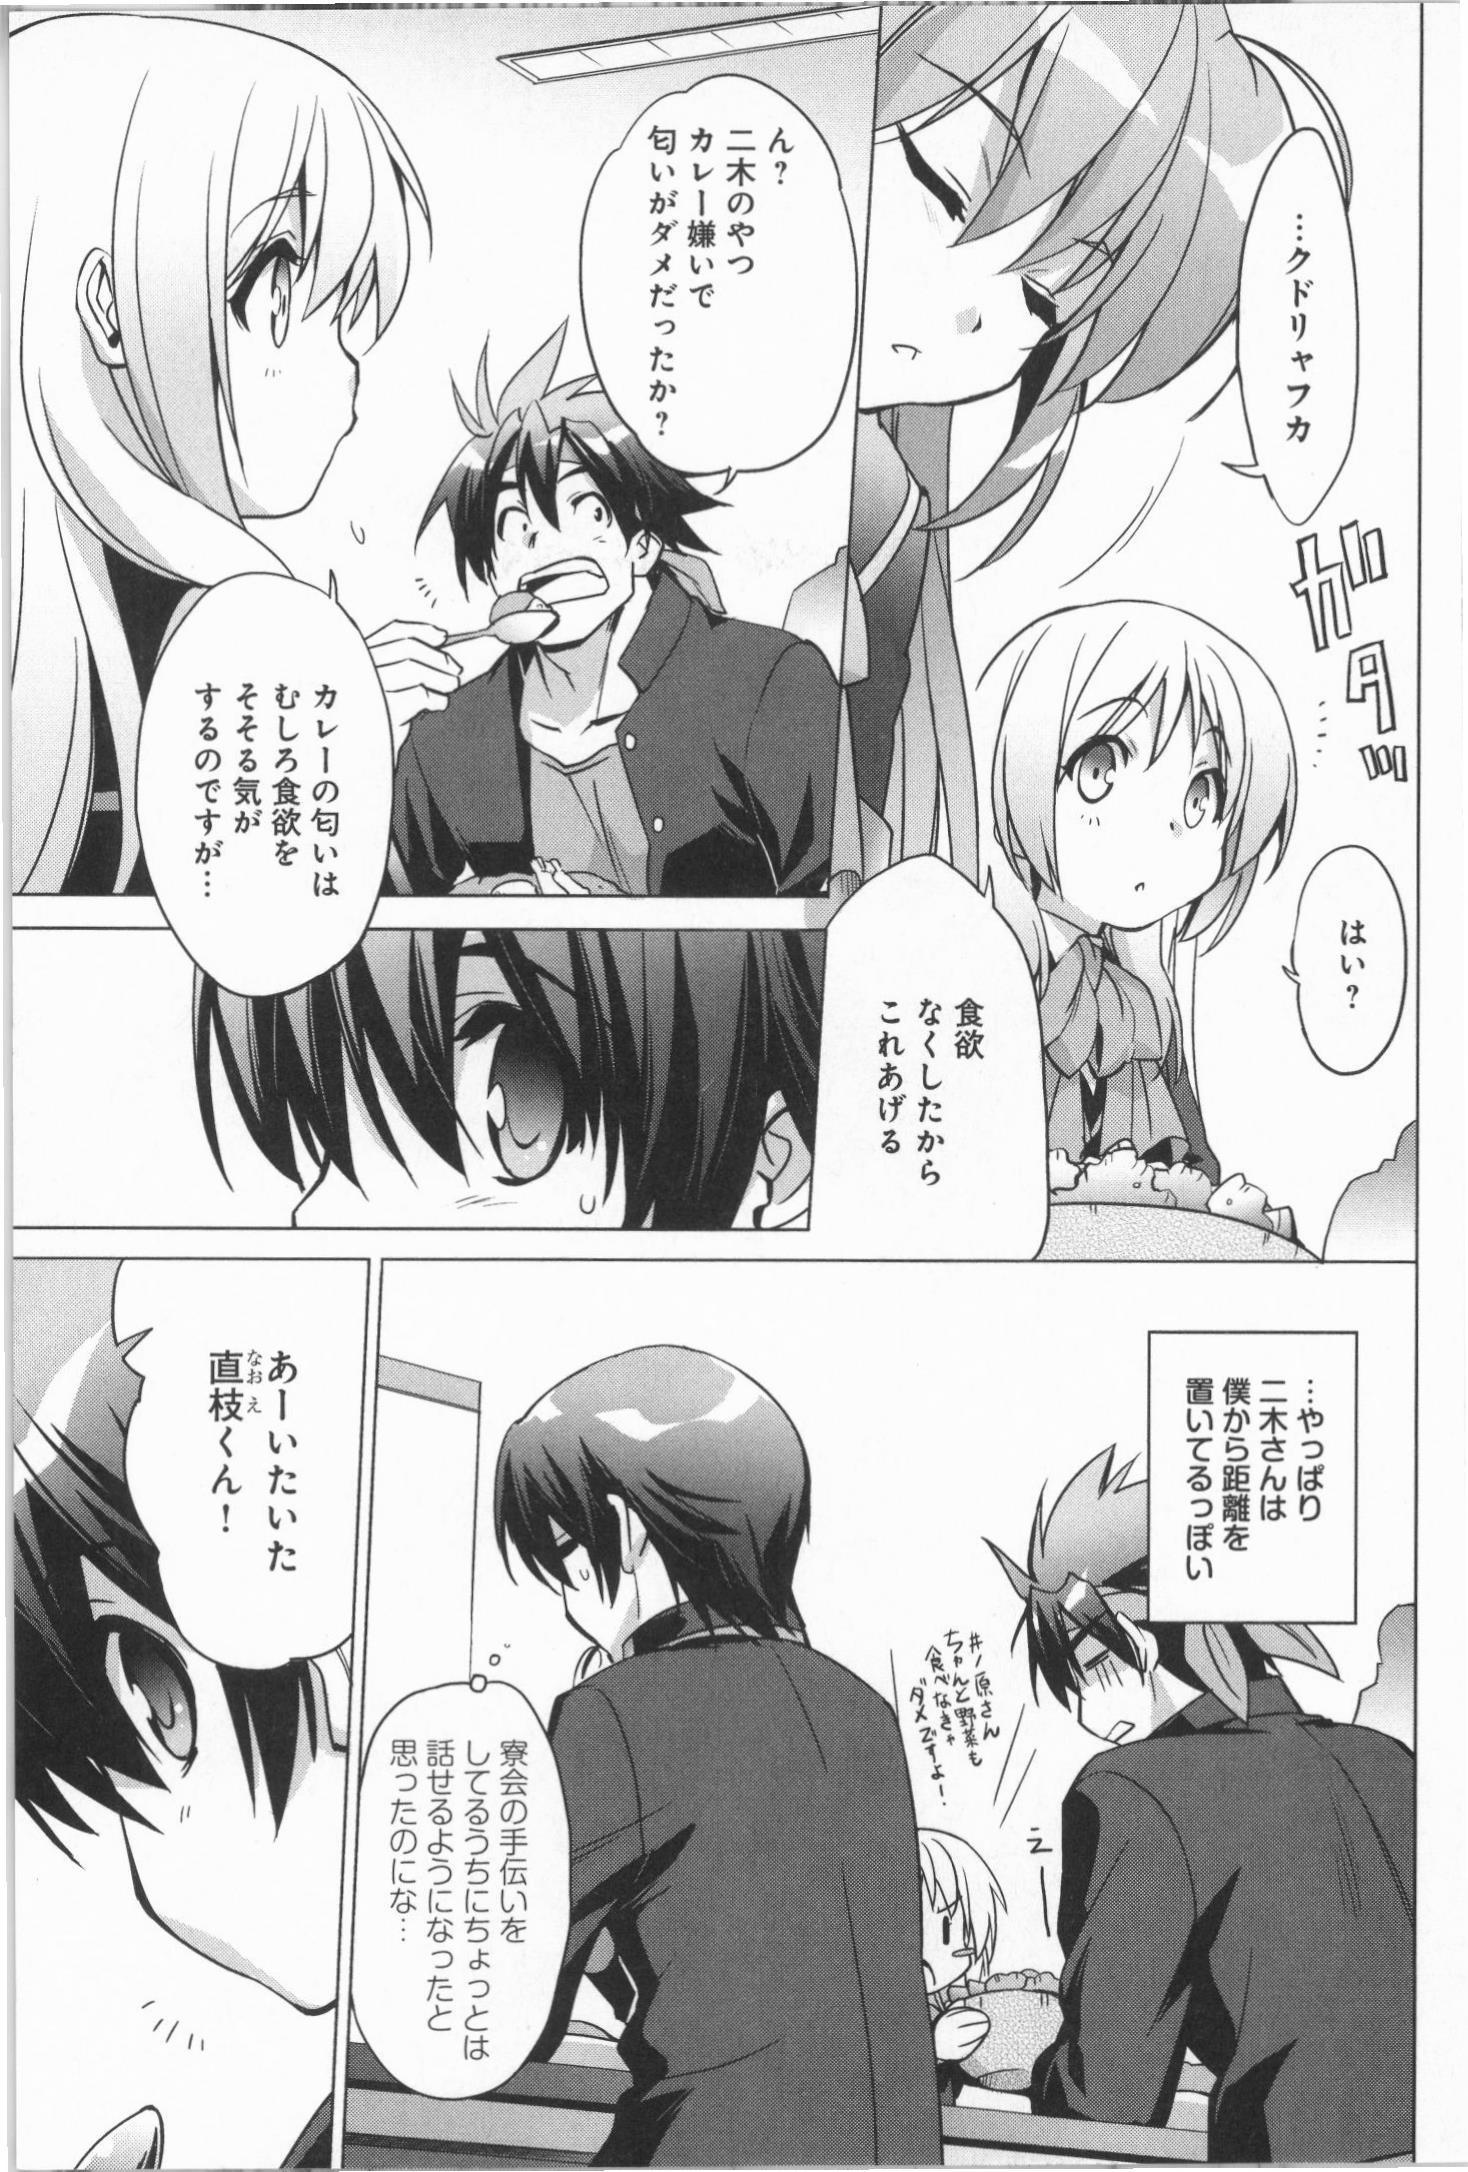 …クドリャフカ
ガタッ
はい?
食欲
なくしたから
これあげる
ん?
二木のやつ
カレー嫌いで
匂いがダメだったか?
カレーの匂いは
むしろ食欲を
そそる気が
するのですが…
…やっぱり
二木さんは
僕から距離を
置いてるっぽい
井ノ原さん
ちゃんと野菜も
食べなきゃ
ダメですよ!
えー
寮会の手伝いを
してるうちにちょっとは
話せるようになったと
思ったのにな…
あーいたいた
直枝くん!
なおえ